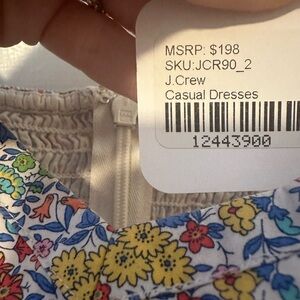 MSRP: $198
SKU:JCR90_2
J.Crew
Casual Dresses
12443900